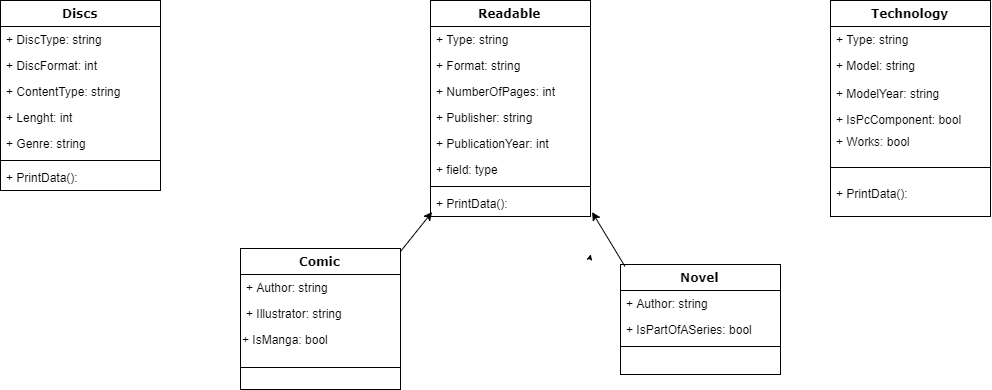 Discs
+ DiscType: string
+ DiscFormat: int
+ ContentType: string
+ Lenght: int
+ Genre: string
+ PrintData():
Readable
+ Type: string
+ Format: string
+ NumberOfPages: int
+ Publisher: string
+ PublicationYear: int
+ field: type
+ PrintData():
Technology
+ Type: string
+ Model: string
+ ModelYear: string
+ IsPcComponent: bool
+ Works: bool
+ PrintData():
Comic
+ Author: string
+ Illustrator: string
+ IsManga: bool
Novel
+ Author: string
+ IsPartOfASeries: bool